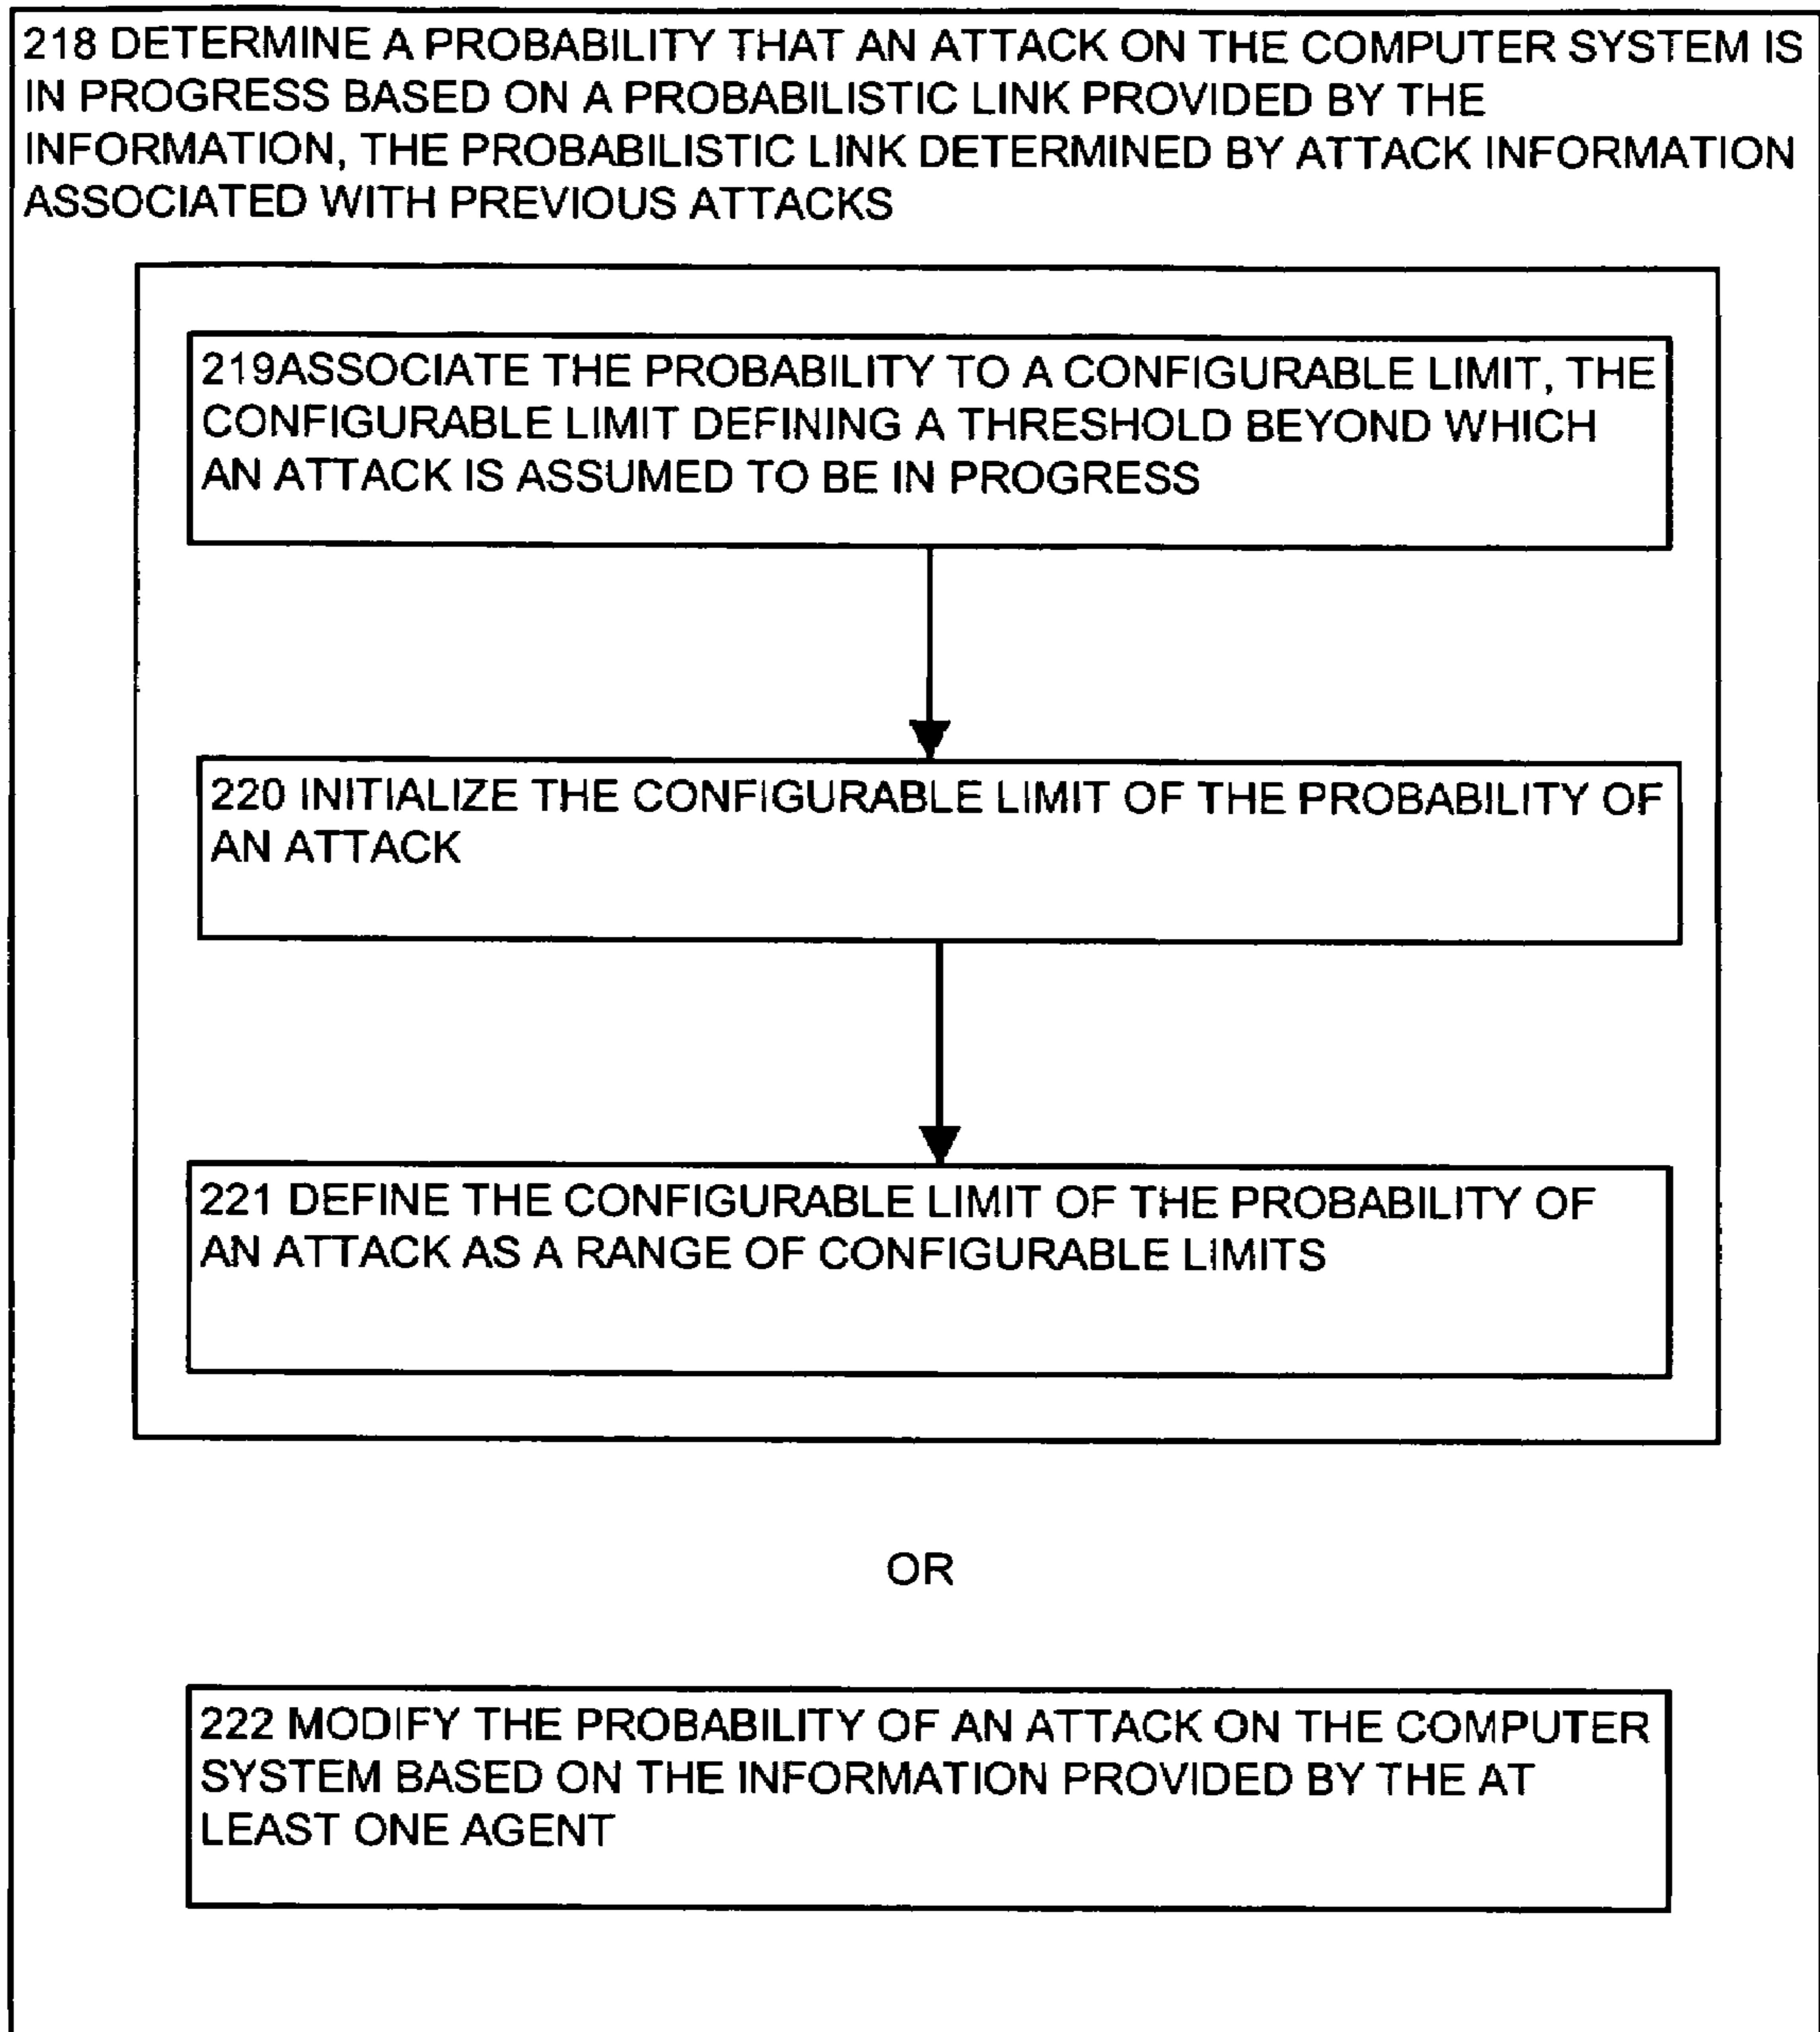 218 DETERMINE A PROBABILITY THAT AN ATTACK ON THE COMPUTER SYSTEM IS
IN PROGRESS BASED ON A PROBABILISTIC LINK PROVIDED BY THE
INFORMATION, THE PROBABILISTIC LINK DETERMINED BY ATTACK INFORMATION
ASSOCIATED WITH PREVIOUS ATTACKS
219ASSOCIATE THE PROBABILITY TO A CONFIGURABLE LIMIT, THE
CONFIGURABLE LIMIT DEFINING A THRESHOLD BEYOND WHICH
AN ATTACK IS ASSUMED TO BE IN PROGRESS
220 INITIALIZE THE CONFIGURABLE LIMIT OF THE PROBABILITY OF
AN ATTACK
221 DEFINE THE CONFIGURABLE LIMIT OF THE PROBABILITY OF
AN ATTACK AS A RANGE OF CONFIGURABLE LIMITS
OR
222 MODIFY THE PROBABILITY OF AN ATTACK ON THE COMPUTER
SYSTEM BASED ON THE INFORMATION PROVIDED BY THE AT
LEAST ONE AGENT